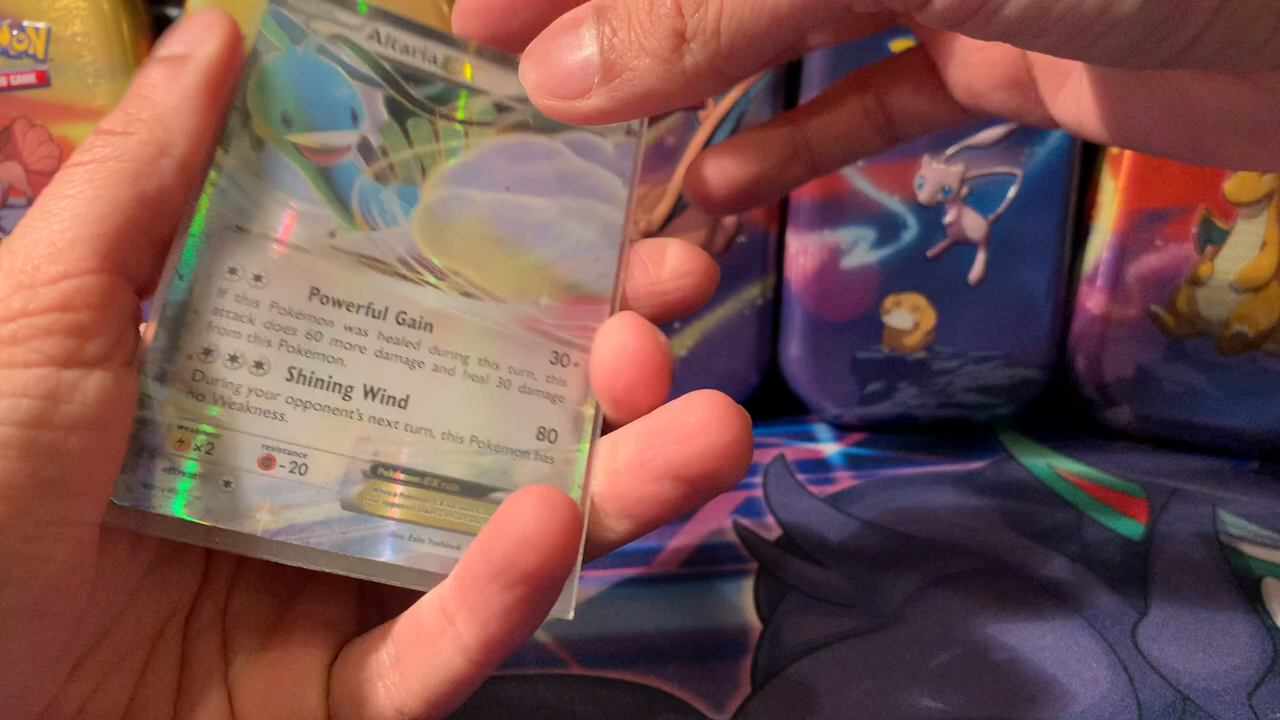 Altaria EX
Powerful Gain 30+
If this Pokémon was healed during this turn, this
attack does 60 more damage and heal 30 damage
from this Pokémon.
Shining Wind 80
During your opponent's next turn, this Pokémon has
no Weakness.
weakness
×2
resistance
-20
retreat
Pokémon-EX rule